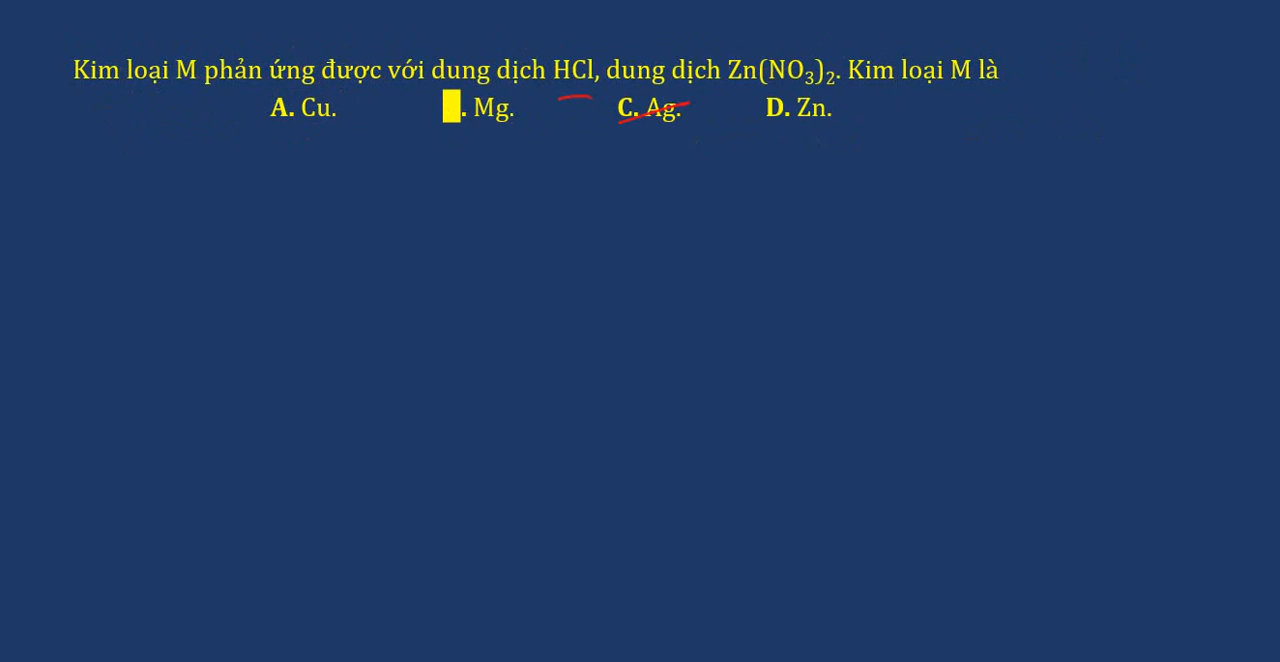 Kim loại M phản ứng được với dung dịch HCl, dung dịch Zn(NO₃)₂. Kim loại M là
A. Cu. . Mg. C. Ag. D. Zn.